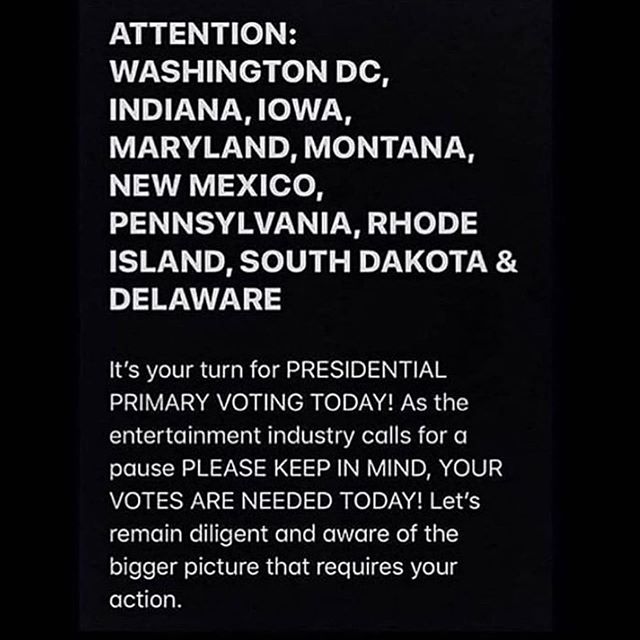 ATTENTION:
WASHINGTON DC,
INDIANA, IOWA,
MARYLAND, MONTANA,
NEW MEXICO,
PENNSYLVANIA, RHODE
ISLAND, SOUTH DAKOTA &
DELAWARE
It's your turn for PRESIDENTIAL
PRIMARY VOTING TODAY! As the
entertainment industry calls for a
pause PLEASE KEEP IN MIND, YOUR
VOTES ARE NEEDED TODAY! Let's
remain diligent and aware of the
bigger picture that requires your
action.